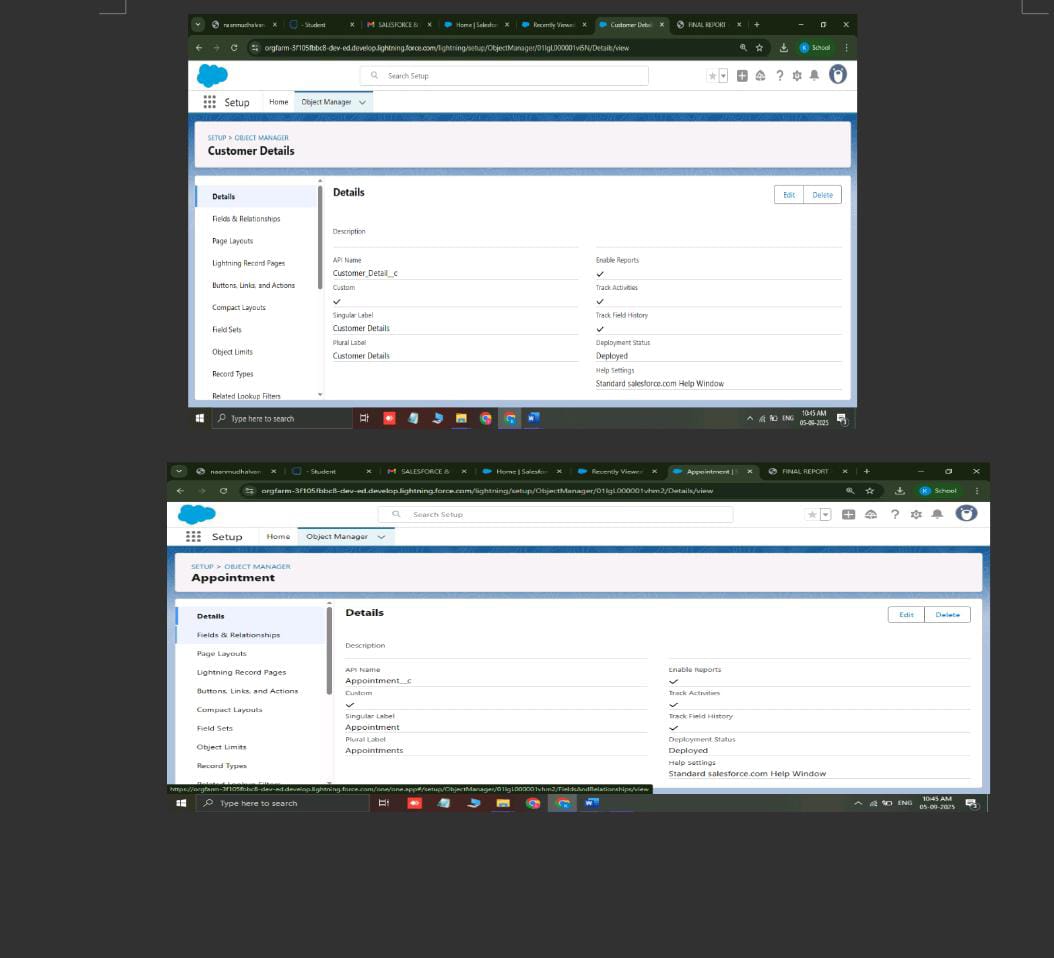 naanmudhalvan
- Student
SALESFORCE &
Home | Salesfor
Recently Viewed
Customer Detai
FINAL REPORT
orgfarm-3f105fbbc8-dev-ed.develop.lightning.force.com/lightning/setup/ObjectManager/01IgL000001vi5N/Details/view
K School
Search Setup
Setup Home Object Manager
SETUP > OBJECT MANAGER
Customer Details
Details
Fields & Relationships
Page Layouts
Lightning Record Pages
Buttons, Links, and Actions
Compact Layouts
Field Sets
Object Limits
Record Types
Related Lookup Filters
Details
Edit Delete
Description
API Name
Customer_Detail__c
Custom
Singular Label
Customer Details
Plural Label
Customer Details
Enable Reports
Track Activities
Track Field History
Deployment Status
Deployed
Help Settings
Standard salesforce.com Help Window
Type here to search
ENG
10:45 AM
05-09-2025
naanmudhalvan
- Student
SALESFORCE &
Home | Salesfor
Recently Viewed
Appointment | S
FINAL REPORT -
orgfarm-3f105fbbc8-dev-ed.develop.lightning.force.com/lightning/setup/ObjectManager/01IgL000001vhm2/Details/view
K School
Search Setup
Setup Home Object Manager
SETUP > OBJECT MANAGER
Appointment
Details
Fields & Relationships
Page Layouts
Lightning Record Pages
Buttons, Links, and Actions
Compact Layouts
Field Sets
Object Limits
Record Types
Related Lookup Filters
Details
Edit Delete
Description
API Name
Appointment__c
Custom
Singular Label
Appointment
Plural Label
Appointments
Enable Reports
Track Activities
Track Field History
Deployment Status
Deployed
Help Settings
Standard salesforce.com Help Window
https://orgfarm-3f105fbbc8-dev-ed.develop.lightning.force.com/one/one.app#/setup/ObjectManager/01IgL000001vhm2/FieldsAndRelationships/view
Type here to search
ENG
10:45 AM
05-09-2025